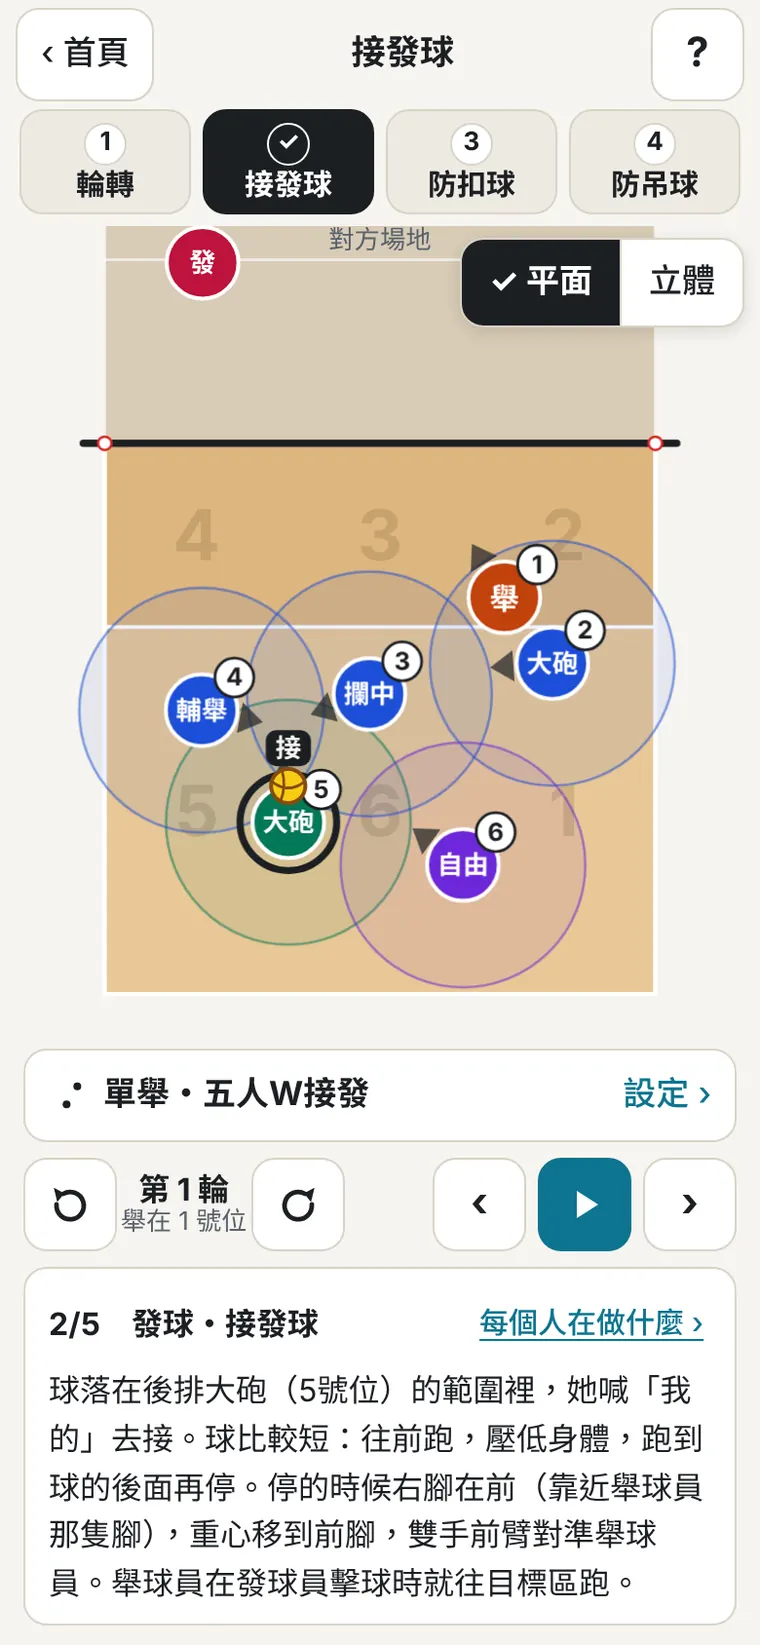 ‹ 首頁
接發球
?
1
輪轉
接發球
3
防扣球
4
防吊球
對方場地
發
平面
立體
4
3
2
1
舉
2
大砲
3
攔中
4
輔舉
接
5
大砲
5
6
1
6
自由
單舉・五人W接發
設定 ›
第 1 輪
舉在 1 號位
‹
›
2/5 發球・接發球
每個人在做什麼 ›
球落在後排大砲（5號位）的範圍裡，她喊「我
的」去接。球比較短：往前跑，壓低身體，跑到
球的後面再停。停的時候右腳在前（靠近舉球員
那隻腳），重心移到前腳，雙手前臂對準舉球
員。舉球員在發球員擊球時就往目標區跑。